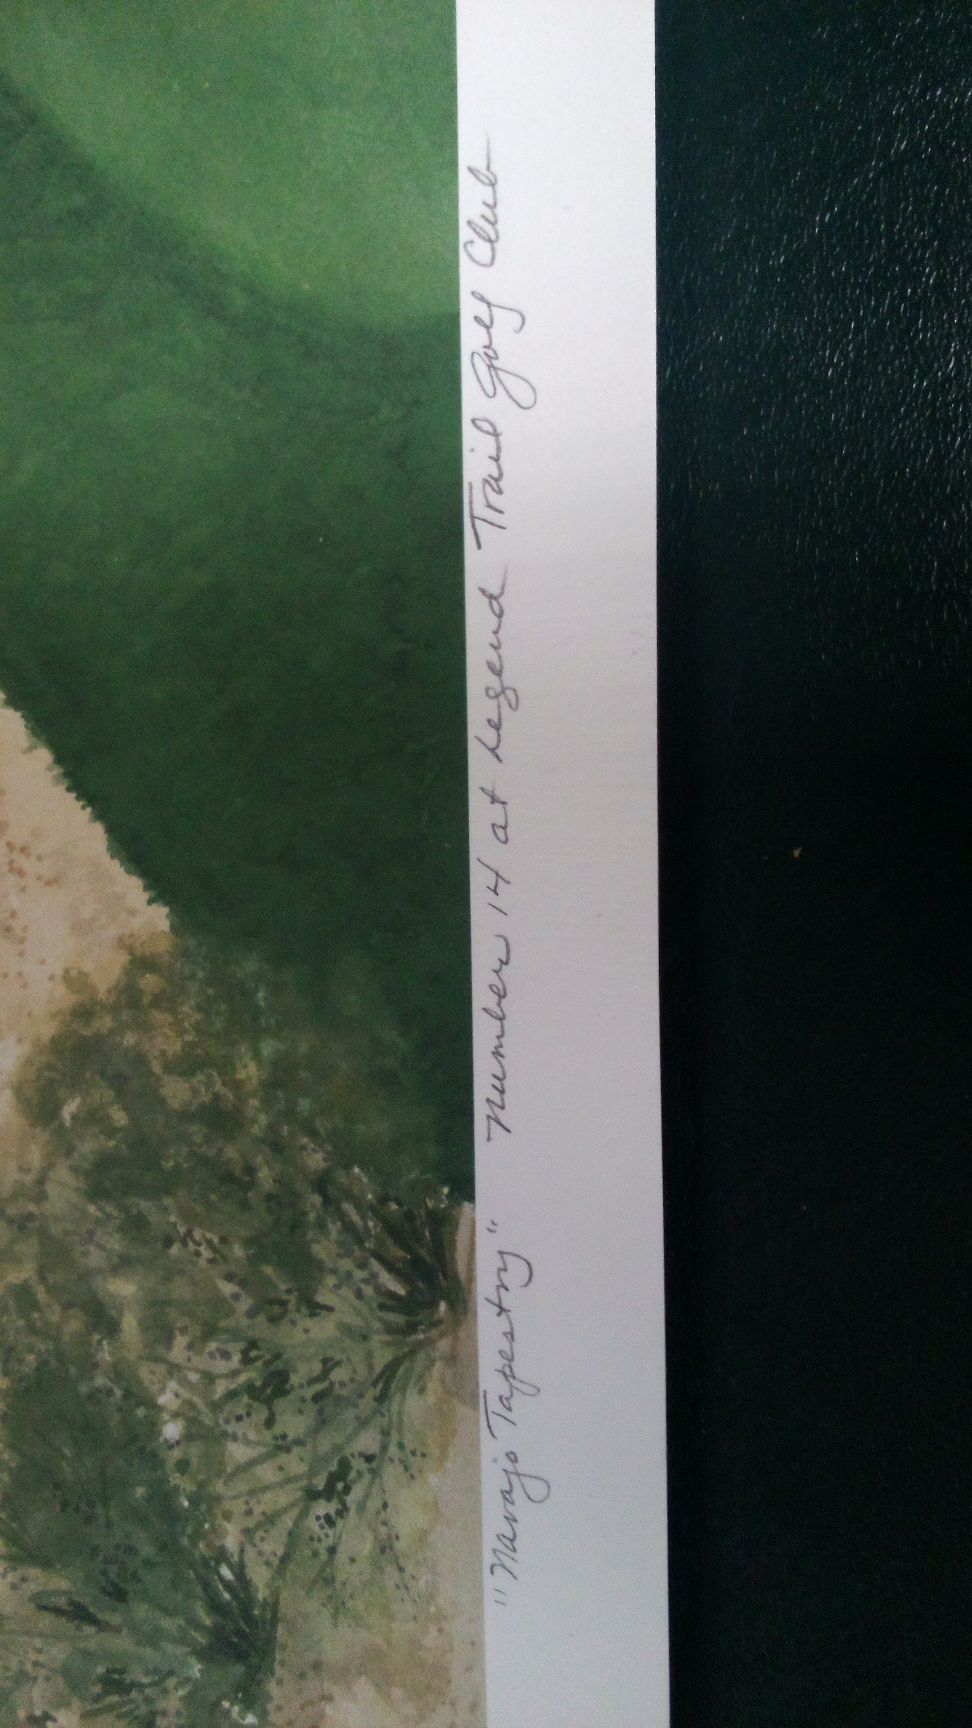 "Navajo Tapestry" Number 14 at Legend Trail Golf Club